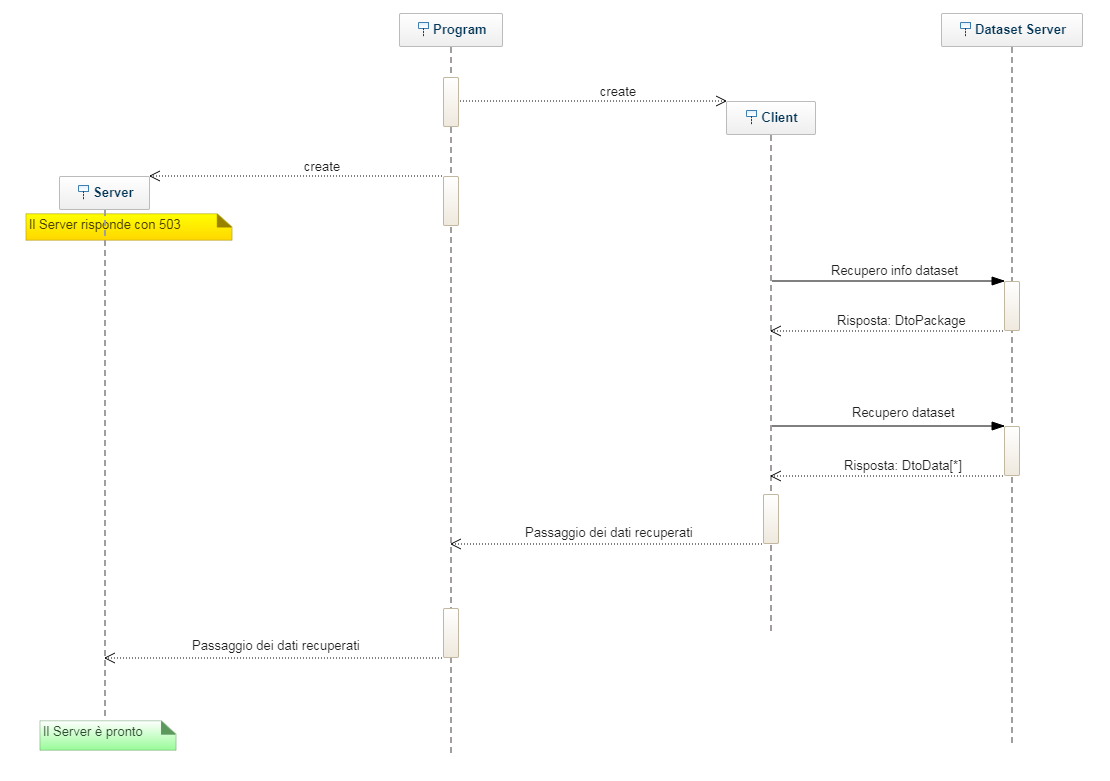 Program
Dataset Server
create
Client
create
Server
Il Server risponde con 503
Recupero info dataset
Risposta: DtoPackage
Recupero dataset
Risposta: DtoData[*]
Passaggio dei dati recuperati
Passaggio dei dati recuperati
Il Server è pronto